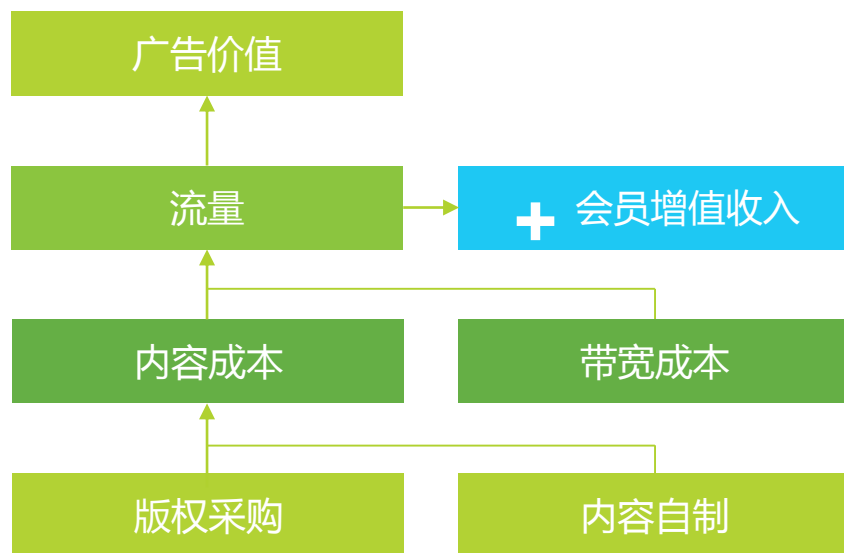 广告价值
流量
+ 会员增值收入
内容成本
带宽成本
版权采购
内容自制